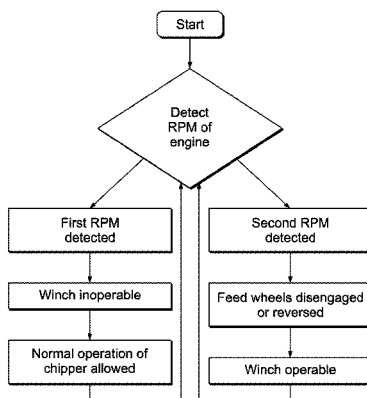 Start
Detect
RPM of
engine
First RPM
detected
Second RPM
detected
Winch inoperable
Feed wheels disengaged
or reversed
Normal operation of
chipper allowed
Winch operable